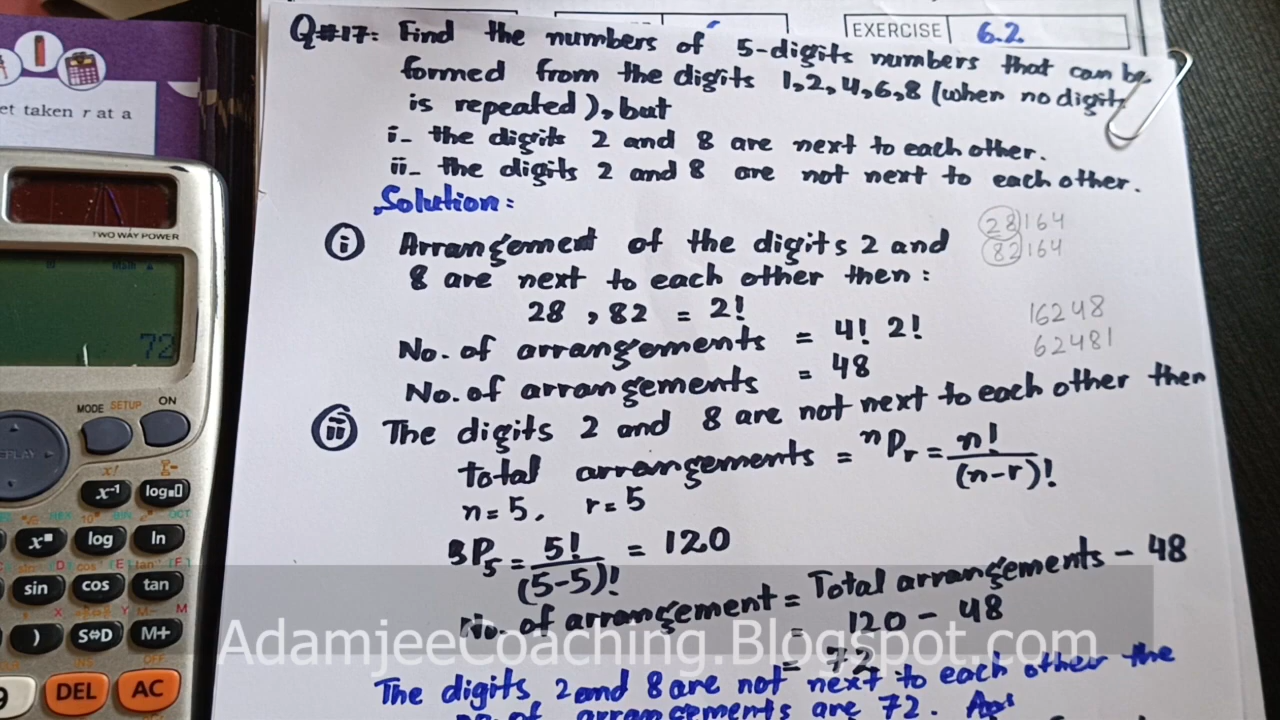 EXERCISE 6.2
Q#17: Find the numbers of 5-digits numbers that can be
formed from the digits 1,2,4,6,8 (when no digit
is repeated), but
i- the digits 2 and 8 are next to each other.
ii- the digits 2 and 8 are not next to each other.
Solution:
i Arrangement of the digits 2 and
8 are next to each other then:
28 , 82 = 2!
No. of arrangements = 4! 2!
No. of arrangements = 48
28164
82164
16248
62481
ii The digits 2 and 8 are not next to each other then
Total arrangements = nPr = n!/(n-r)!
n=5, r=5
5P5 = 5!/(5-5)! = 120
No. of arrangement = Total arrangements - 48
= 120 - 48
= 72
The digits 2 and 8 are not next to each other the
no. of arrangements are 72. Ans
AdamjeeCoaching.Blogspot.com
et taken r at a
TWO WAY POWER
72
MODE SETUP ON
REPLAY
x! 
x⁻¹ log
log ln
sin cos tan
) S⇔D M+
9 DEL AC
INS OFF